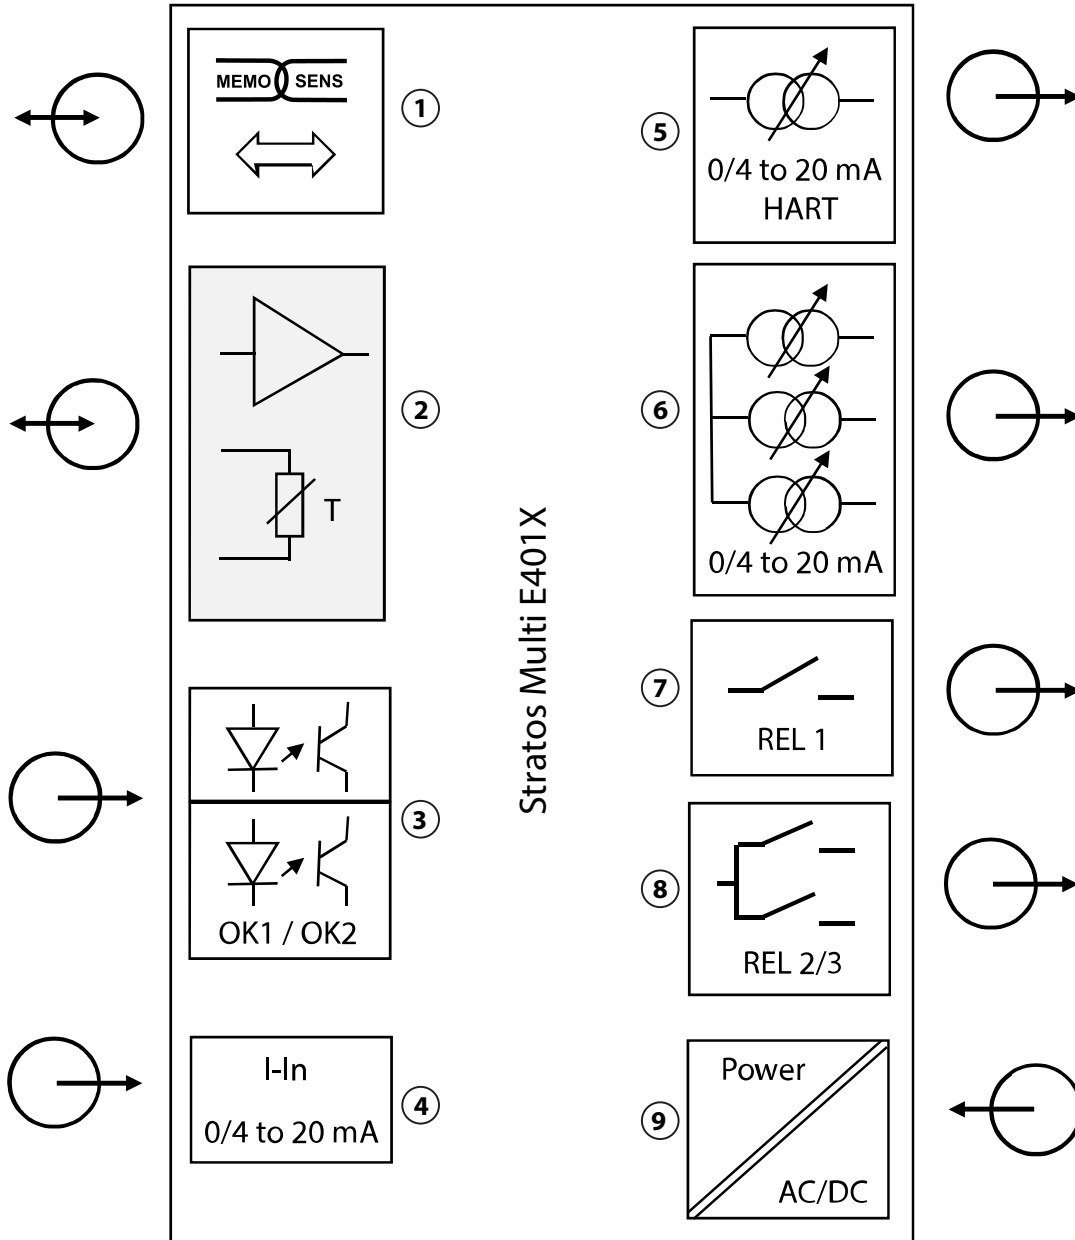 MEMO SENS
1
2
T
3
OK1 / OK2
I-In
0/4 to 20 mA
4
Stratos Multi E401X
5
0/4 to 20 mA
HART
6
0/4 to 20 mA
7
REL 1
8
REL 2/3
9
Power
AC/DC